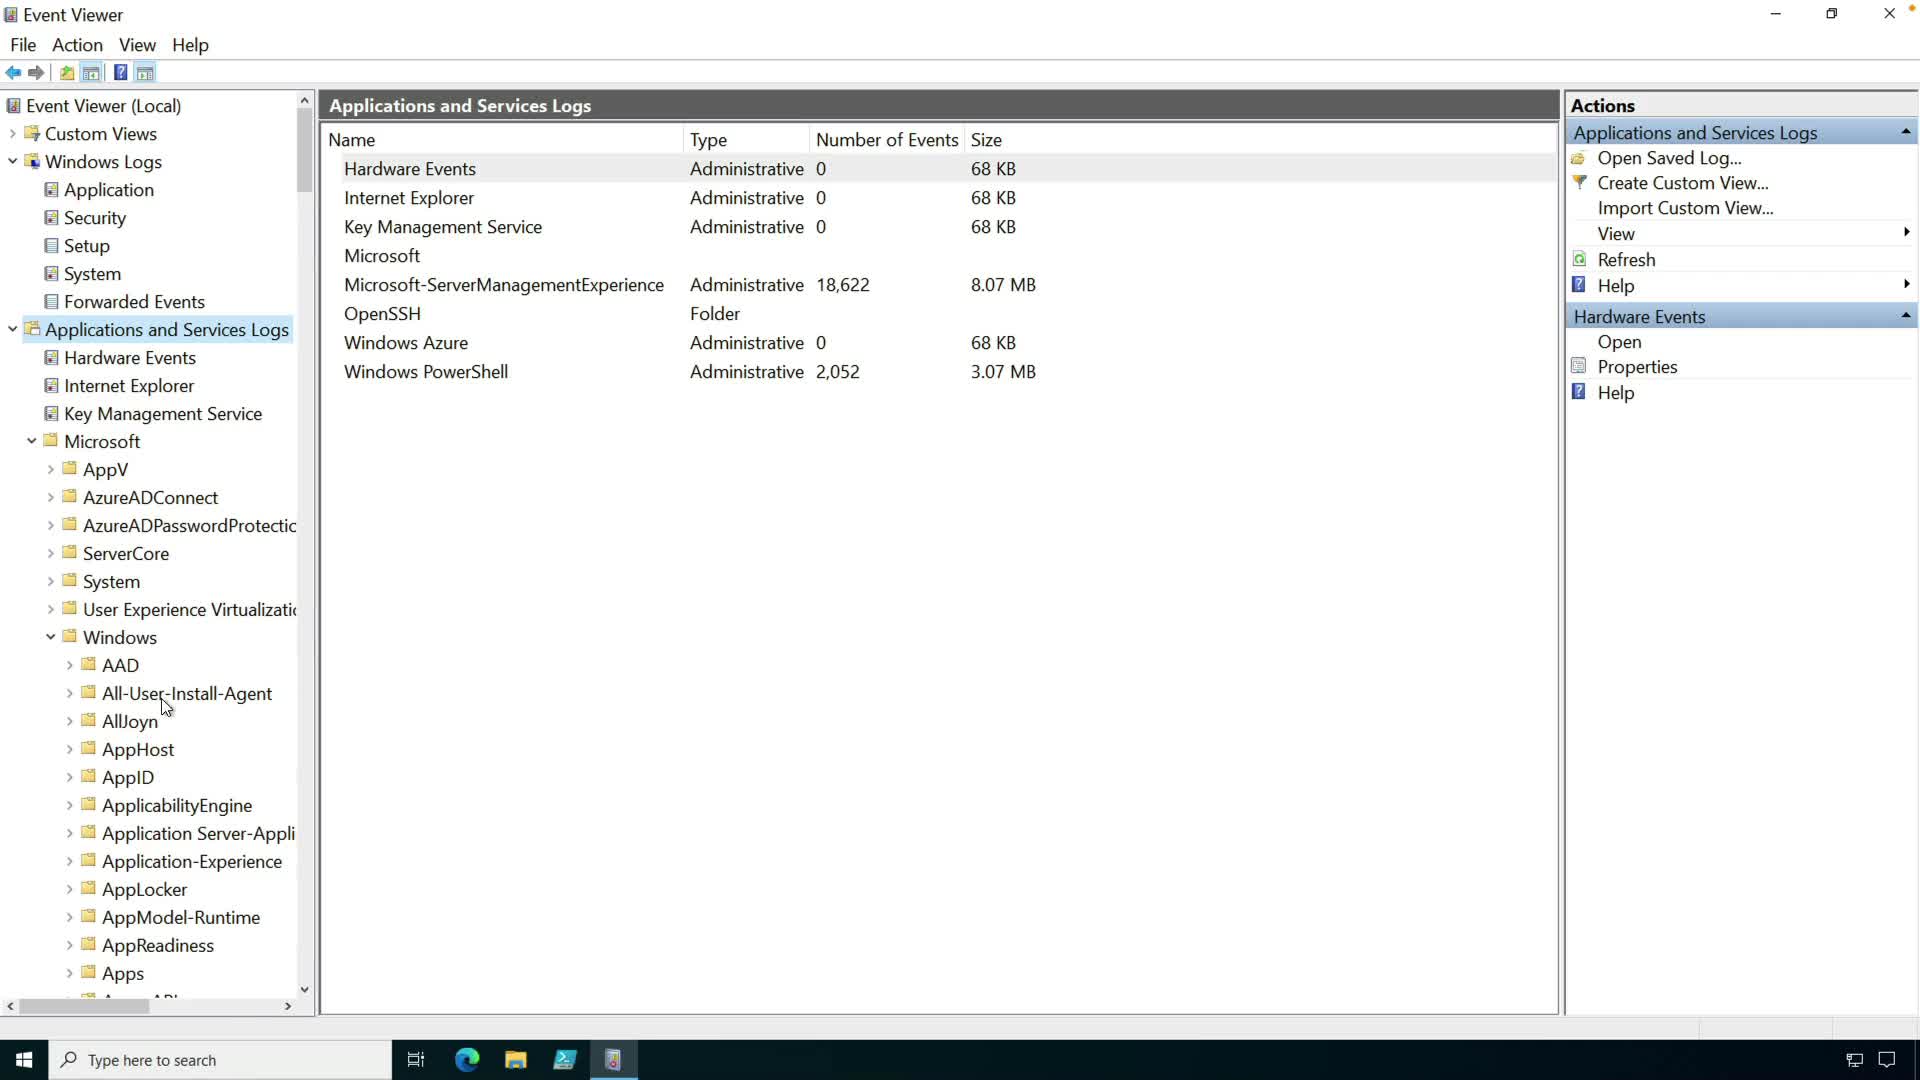 Event Viewer
File Action View Help
Event Viewer (Local)
Custom Views
Windows Logs
Application
Security
Setup
System
Forwarded Events
Applications and Services Logs
Hardware Events
Internet Explorer
Key Management Service
Microsoft
AppV
AzureADConnect
AzureADPasswordProtectic
ServerCore
System
User Experience Virtualizatic
Windows
AAD
All-User-Install-Agent
AllJoyn
AppHost
AppID
ApplicabilityEngine
Application Server-Appli
Application-Experience
AppLocker
AppModel-Runtime
AppReadiness
Apps
Applications and Services Logs
Name Type Number of Events Size
Hardware Events Administrative 0 68 KB
Internet Explorer Administrative 0 68 KB
Key Management Service Administrative 0 68 KB
Microsoft
Microsoft-ServerManagementExperience Administrative 18,622 8.07 MB
OpenSSH Folder
Windows Azure Administrative 0 68 KB
Windows PowerShell Administrative 2,052 3.07 MB
Actions
Applications and Services Logs
Open Saved Log...
Create Custom View...
Import Custom View...
View
Refresh
Help
Hardware Events
Open
Properties
Help
Type here to search